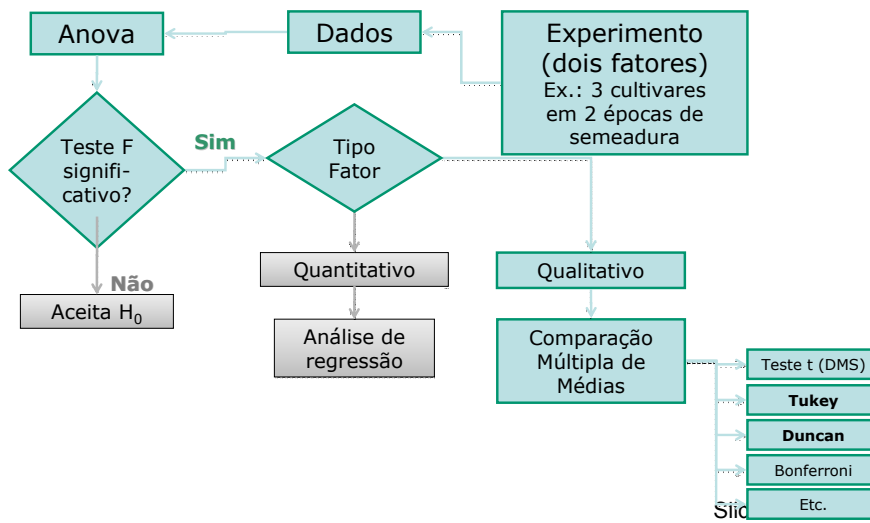 Anova
Dados
Experimento
(dois fatores)
Ex.: 3 cultivares
em 2 épocas de
semeadura
Teste F
signifi-
cativo?
Sim
Tipo
Fator
Não
Aceita H₀
Quantitativo
Análise de
regressão
Qualitativo
Comparação
Múltipla de
Médias
Teste t (DMS)
Tukey
Duncan
Bonferroni
Etc.